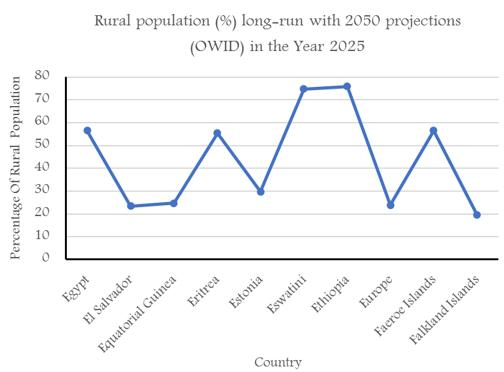 Rural population (%) long-run with 2050 projections
(OWID) in the Year 2025
Percentage Of Rural Population
80
70
60
50
40
30
20
10
0
Egypt
El Salvador
Equatorial Guinea
Eritrea
Estonia
Eswatini
Ethiopia
Europe
Faeroe Islands
Falkland Islands
Country